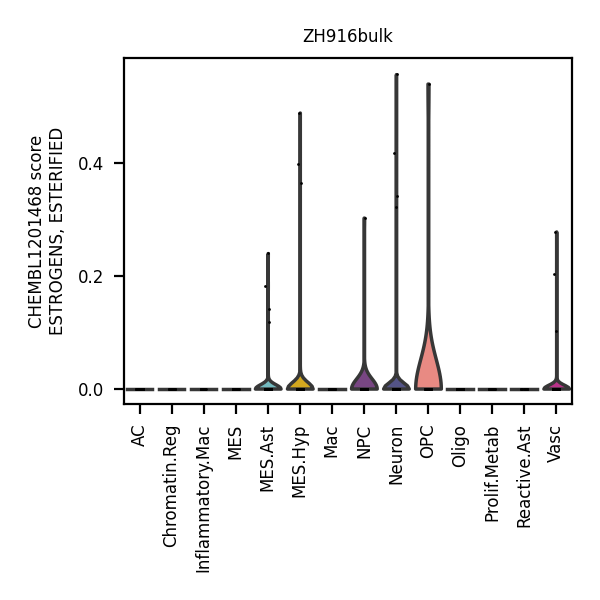 ZH916bulk
CHEMBL1201468 score
ESTROGENS, ESTERIFIED
0.4
0.2
0.0
AC
Chromatin.Reg
Inflammatory.Mac
MES
MES.Ast
MES.Hyp
Mac
NPC
Neuron
OPC
Oligo
Prolif.Metab
Reactive.Ast
Vasc